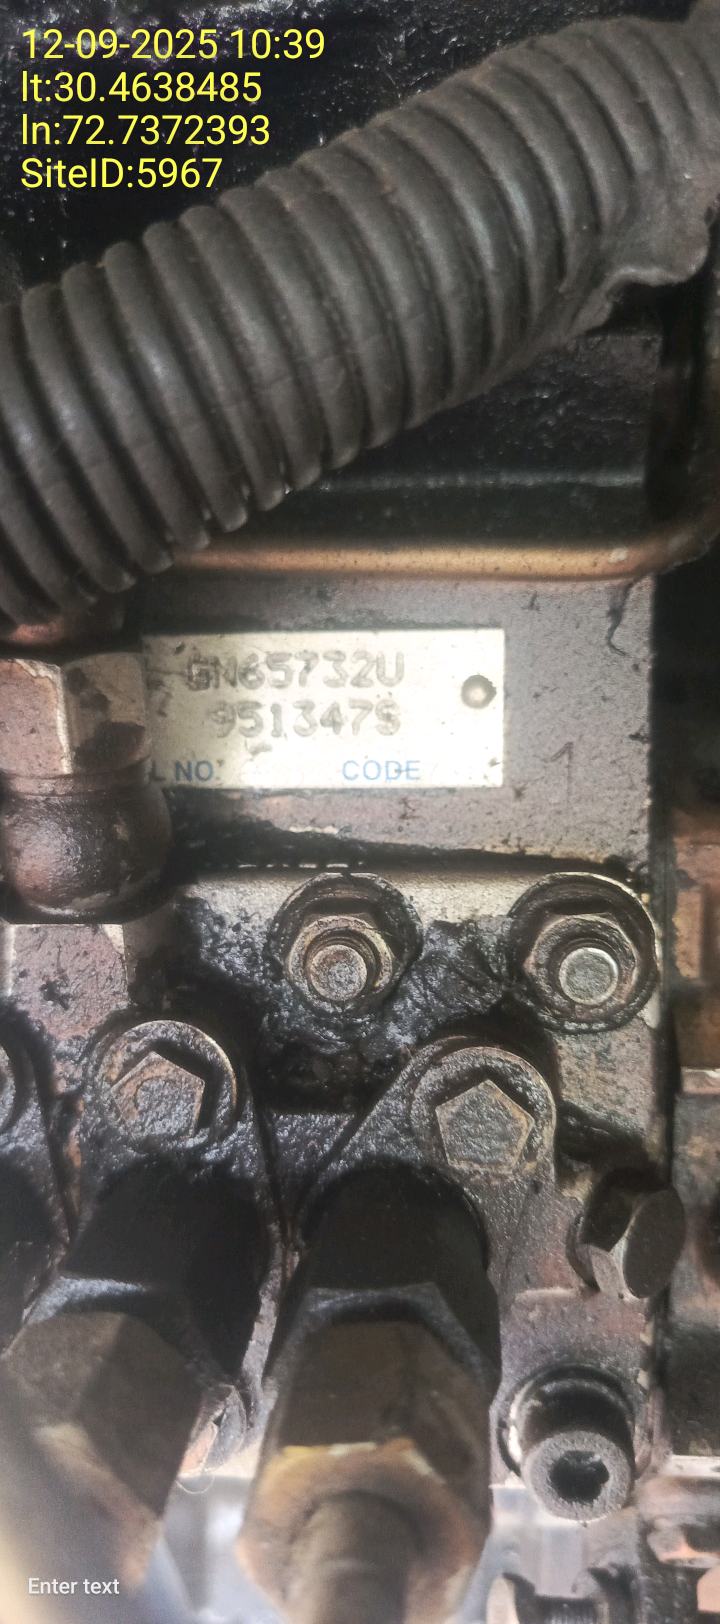 12-09-2025 10:39
lt:30.4638485
ln:72.7372393
SiteID:5967
GN65732U
951347S
L NO. CODE
1
Enter text